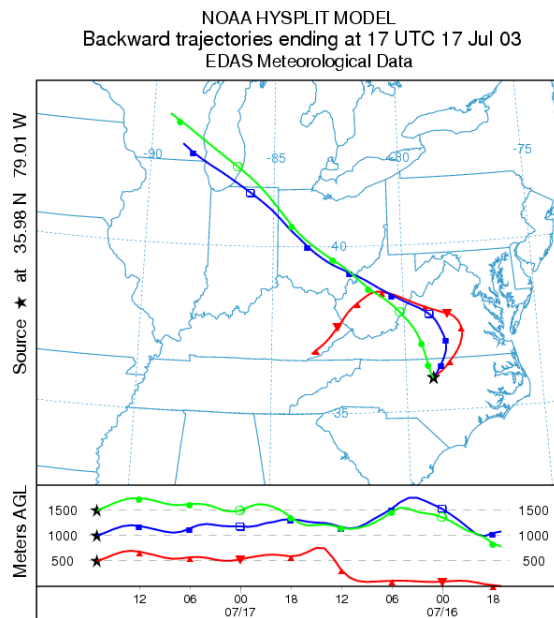 NOAA HYSPLIT MODEL
Backward trajectories ending at 17 UTC 17 Jul 03
EDAS Meteorological Data
Source ★ at 35.98 N 79.01 W
-90
-85
-80
-75
40
35
Meters AGL
1500
1000
500
1500
1000
500
12 06 00 18 12 06 00 18
07/17 07/16